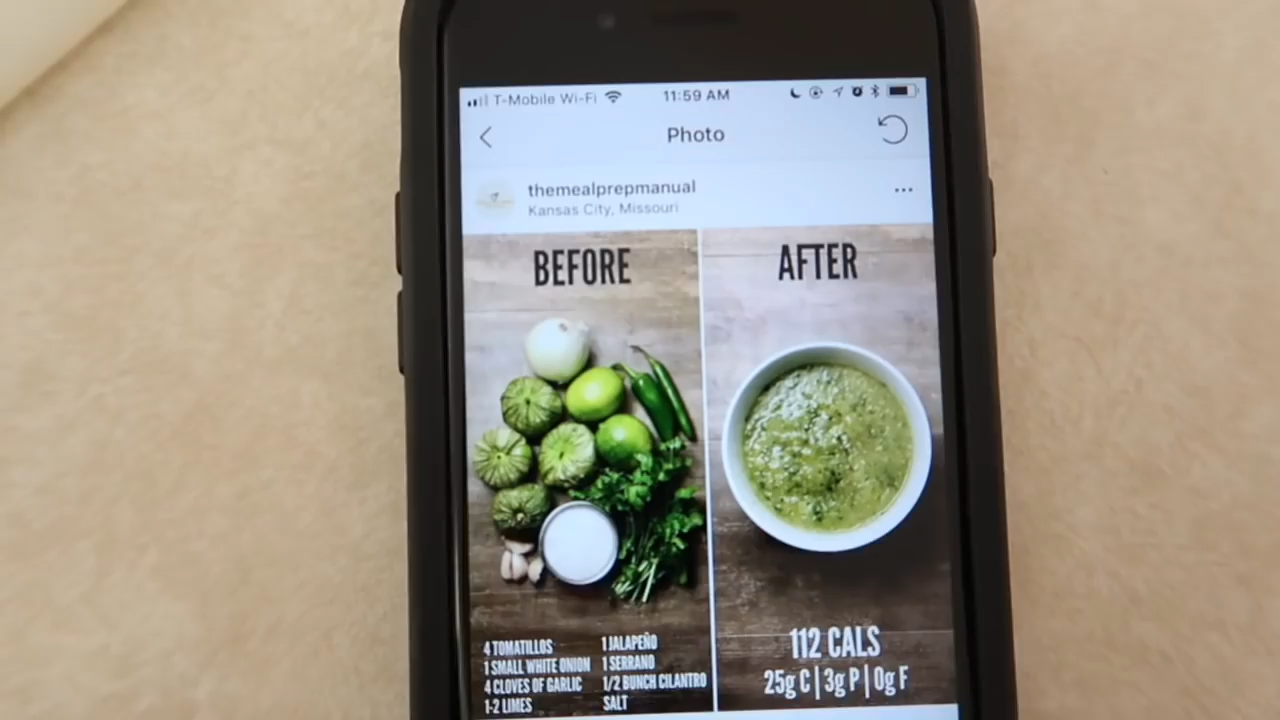 T-Mobile Wi-Fi 11:59 AM
Photo
themealprepmanual
Kansas City, Missouri
BEFORE
AFTER
4 TOMATILLOS
1 SMALL WHITE ONION
4 CLOVES OF GARLIC
1-2 LIMES
1 JALAPEÑO
1 SERRANO
1/2 BUNCH CILANTRO
SALT
112 CALS
25g C | 3g P | 0g F